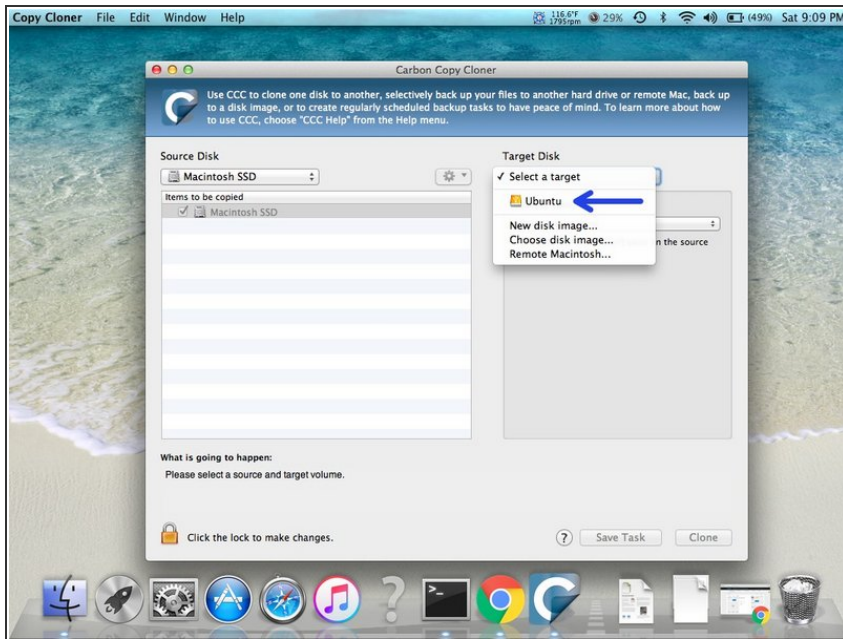 Copy Cloner File Edit Window Help 116.6°F 1795rpm 29% (49%) Sat 9:09 PM
Carbon Copy Cloner
Use CCC to clone one disk to another, selectively back up your files to another hard drive or remote Mac, back up
to a disk image, or to create regularly scheduled backup tasks to have peace of mind. To learn more about how
to use CCC, choose "CCC Help" from the Help menu.
Source Disk
Macintosh SSD
Items to be copied
Macintosh SSD
Target Disk
Select a target
Ubuntu
New disk image...
Choose disk image...
n the source
Remote Macintosh...
What is going to happen:
Please select a source and target volume.
Click the lock to make changes.
? Save Task Clone